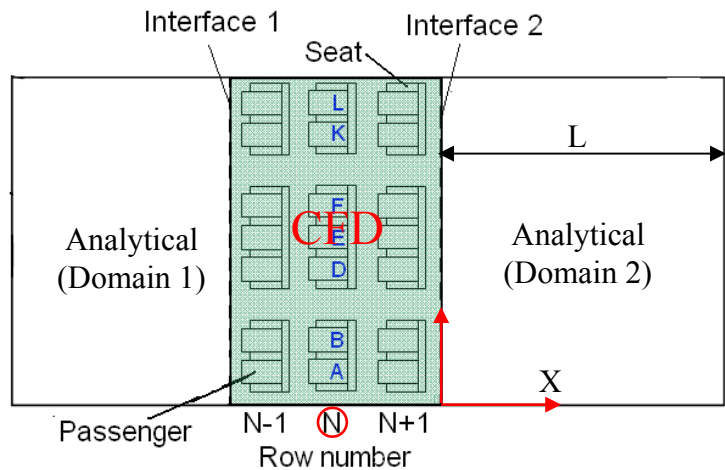 Interface 1
Interface 2
Seat
L
K
L
F
CFD
E
D
Analytical
(Domain 1)
Analytical
(Domain 2)
B
A
X
Passenger
N-1
N
N+1
Row number